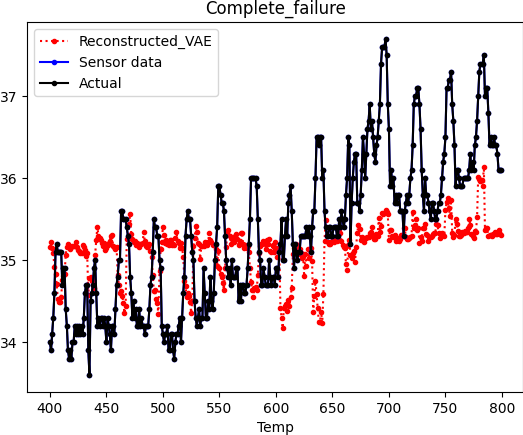 Complete_failure
Reconstructed_VAE
Sensor data
Actual
37
36
35
34
400 450 500 550 600 650 700 750 800
Temp